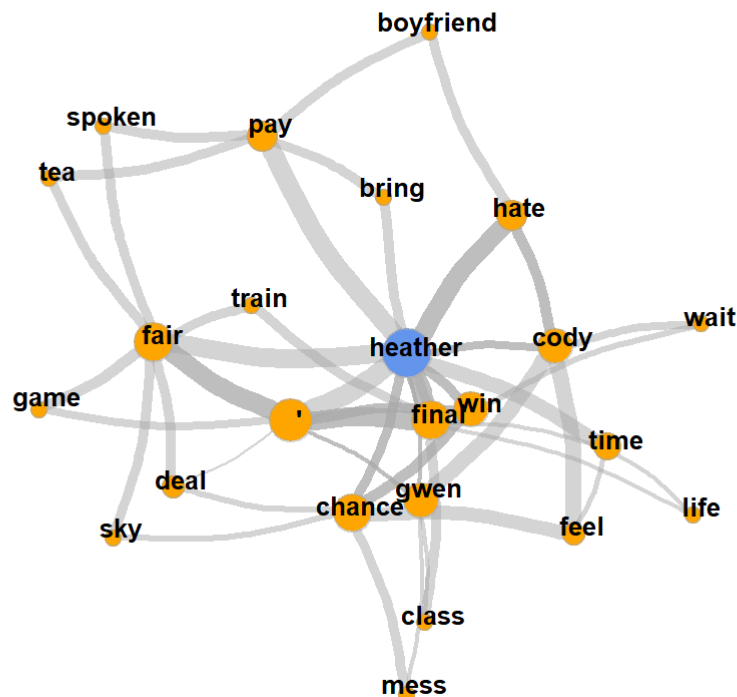 boyfriend
spoken
pay
tea
bring
hate
train
fair
heather
cody
wait
game
'
final
win
time
deal
chance
gwen
sky
feel
life
class
mess